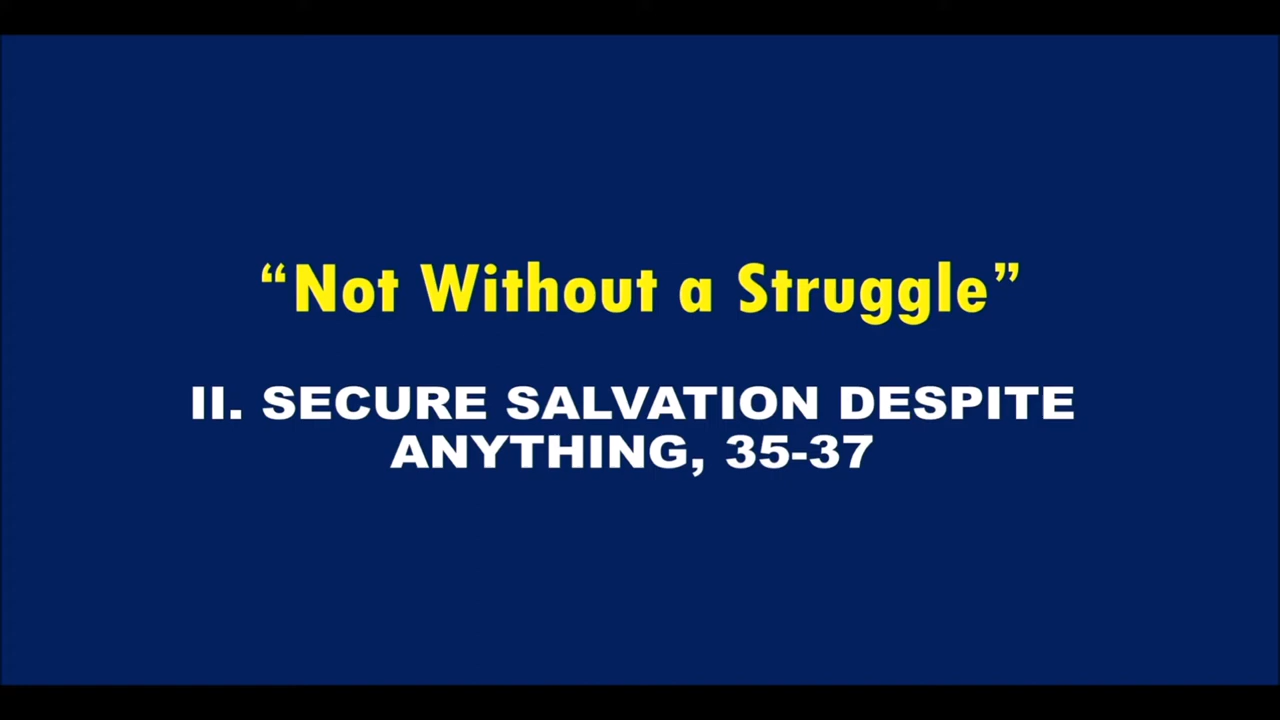 “Not Without a Struggle”
II. SECURE SALVATION DESPITE
ANYTHING, 35-37